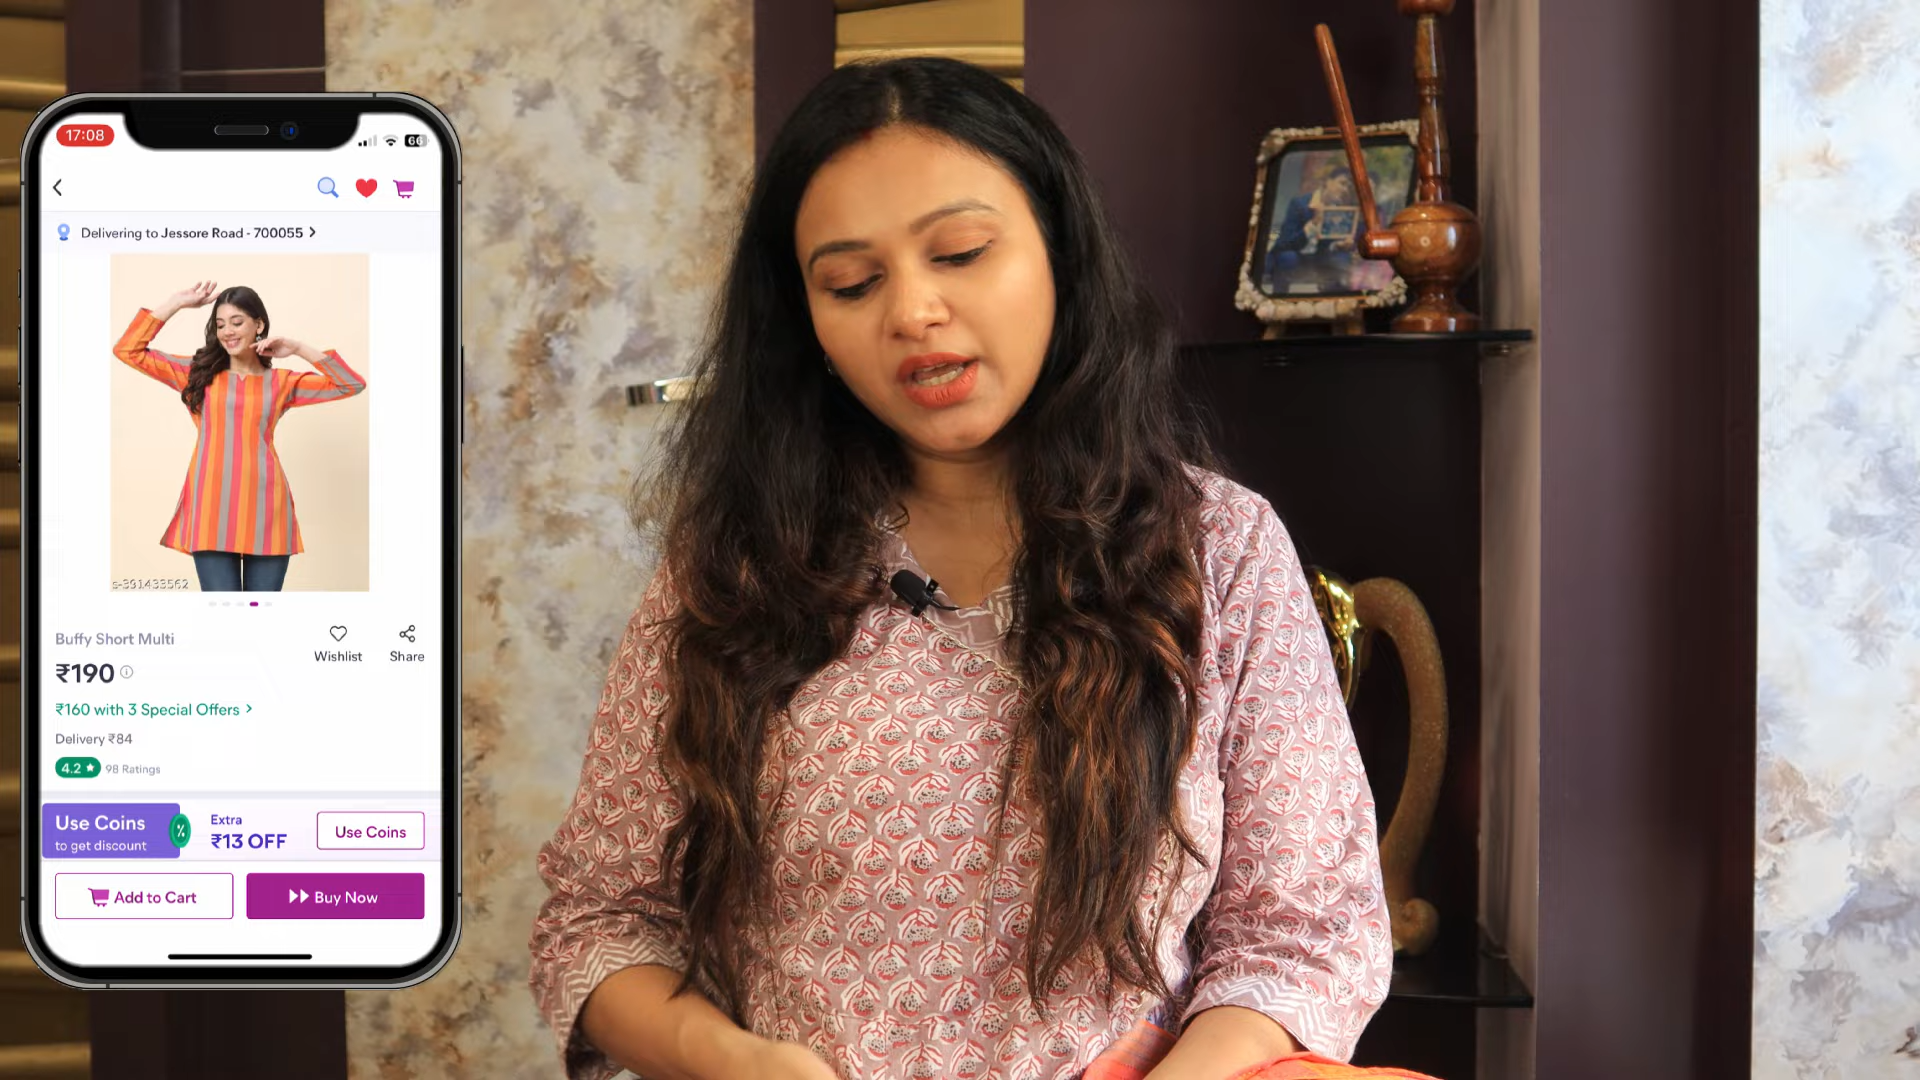 17:08
66
Delivering to Jessore Road - 700055
s-391433562
Buffy Short Multi
₹190
Wishlist
Share
₹160 with 3 Special Offers
Delivery ₹84
4.2 ★ 98 Ratings
Use Coins
to get discount
%
Extra
₹13 OFF
Use Coins
Add to Cart
Buy Now